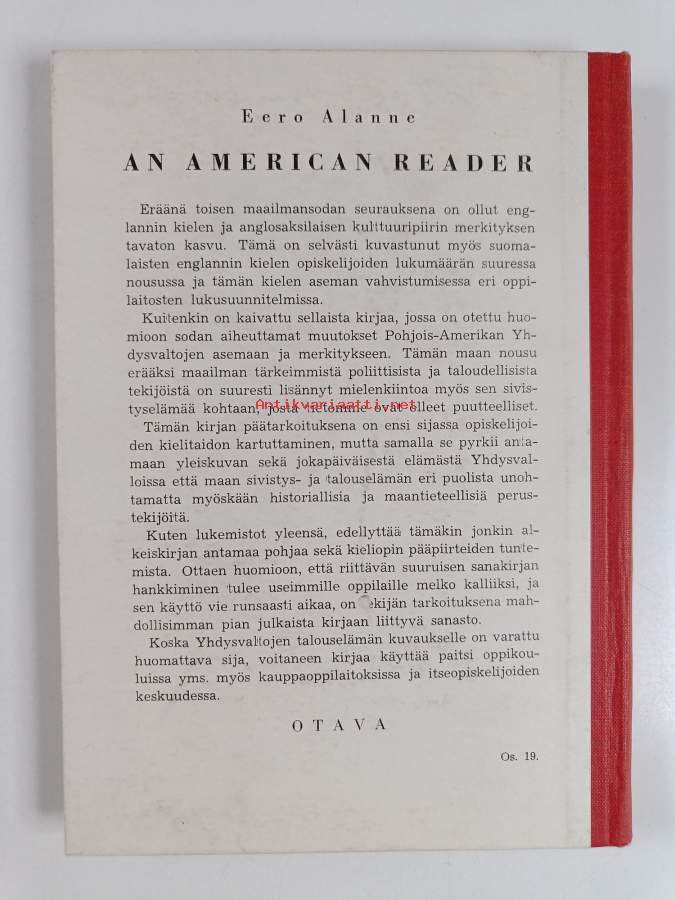 Eero Alanne
AN AMERICAN READER
Eräänä toisen maailmansodan seurauksena on ollut eng-
lannin kielen ja anglosaksilaisen kulttuuripiirin merkityksen
tavaton kasvu. Tämä on selvästi kuvastunut myös suoma-
laisten englannin kielen opiskelijoiden lukumäärän suuressa
nousussa ja tämän kielen aseman vahvistumisessa eri oppi-
laitosten lukusuunnitelmissa.
Kuitenkin on kaivattu sellaista kirjaa, jossa on otettu huo-
mioon sodan aiheuttamat muutokset Pohjois-Amerikan Yh-
dysvaltojen asemaan ja merkitykseen. Tämän maan nousu
erääksi maailman tärkeimmistä poliittisista ja taloudellisista
tekijöistä on suuresti lisännyt mielenkiintoa myös sen sivis-
tyselämää kohtaan, josta tietomme ovat olleet puutteelliset.
Antikvariaatti.net
Tämän kirjan päätarkoituksena on ensi sijassa opiskelijoi-
den kielitaidon kartuttaminen, mutta samalla se pyrkii anta-
maan yleiskuvan sekä jokapäiväisestä elämästä Yhdysval-
loissa että maan sivistys- ja talouselämän eri puolista unoh-
tamatta myöskään historiallisia ja maantieteellisiä perus-
tekijöitä.
Kuten lukemistot yleensä, edellyttää tämäkin jonkin al-
keiskirjan antamaa pohjaa sekä kieliopin pääpiirteiden tunte-
mista. Ottaen huomioon, että riittävän suuruisen sanakirjan
hankkiminen tulee useimmille oppilaille melko kalliiksi, ja
sen käyttö vie runsaasti aikaa, on tekijän tarkoituksena mah-
dollisimman pian julkaista kirjaan liittyvä sanasto.
Koska Yhdysvaltojen talouselämän kuvaukselle on varattu
huomattava sija, voitaneen kirjaa käyttää paitsi oppikou-
luissa yms. myös kauppaoppilaitoksissa ja itseopiskelijoiden
keskuudessa.
OTAVA
Os. 19.